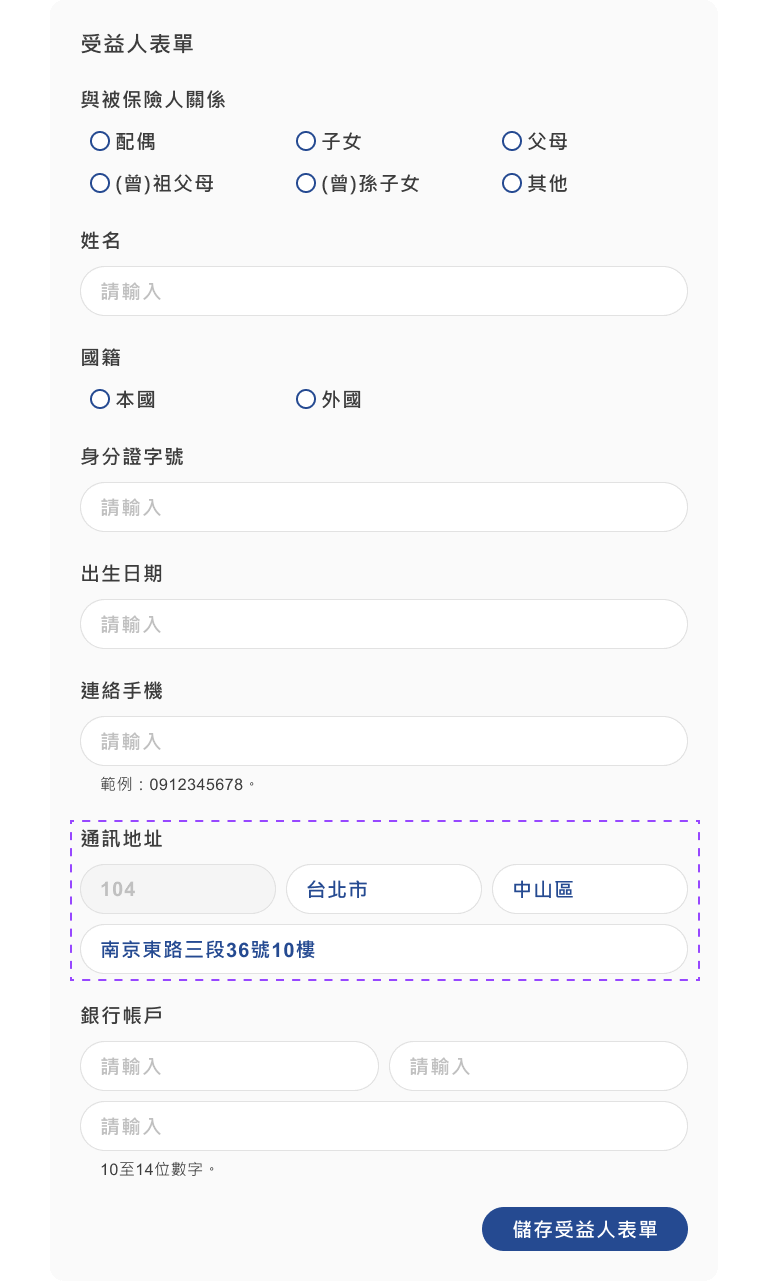 受益人表單
與被保險人關係
配偶 子女 父母
(曾)祖父母 (曾)孫子女 其他
姓名
請輸入
國籍
本國 外國
身分證字號
請輸入
出生日期
請輸入
連絡手機
請輸入
範例：0912345678。
通訊地址
104 台北市 中山區
南京東路三段36號10樓
銀行帳戶
請輸入 請輸入
請輸入
10至14位數字。
儲存受益人表單